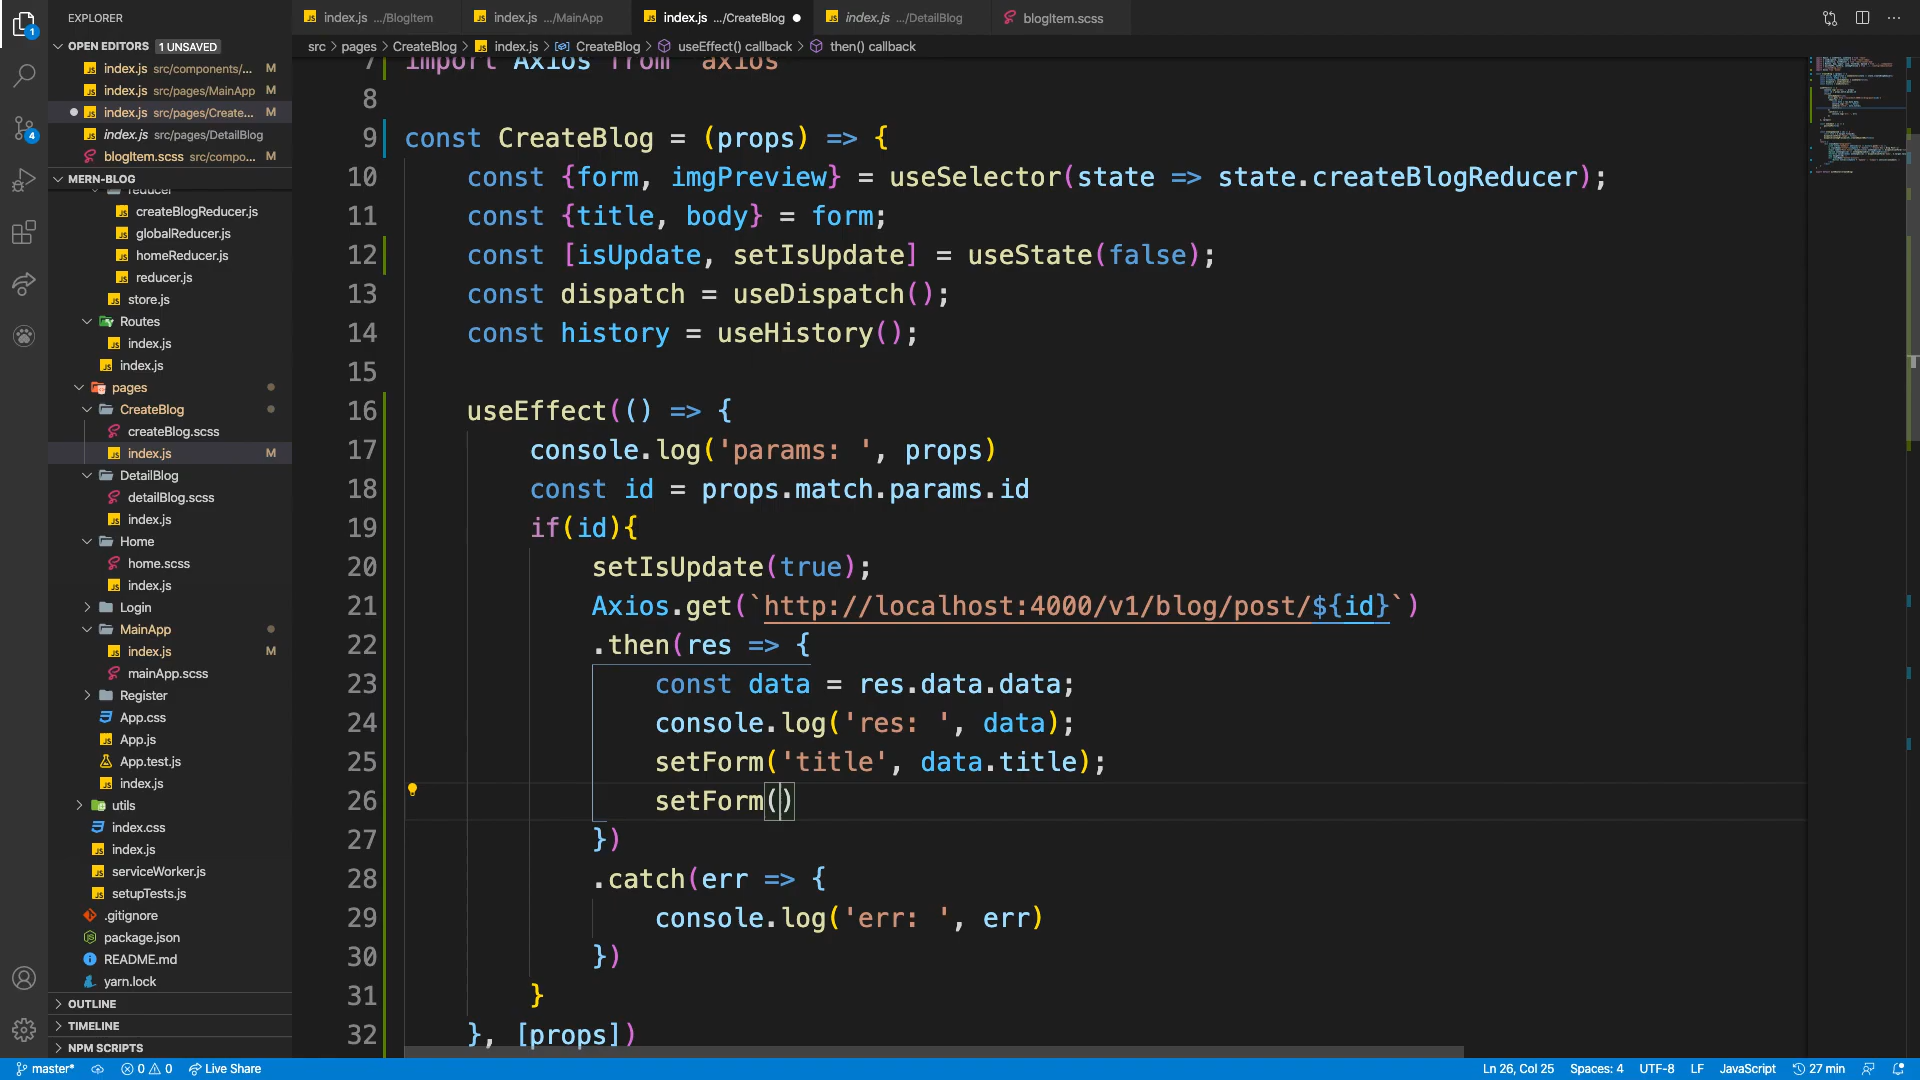 EXPLORER
OPEN EDITORS 1 UNSAVED
index.js src/components/... M
index.js src/pages/MainApp M
index.js src/pages/Create... M
index.js src/pages/DetailBlog
blogItem.scss src/compo... M
MERN-BLOG
reducer
createBlogReducer.js
globalReducer.js
homeReducer.js
reducer.js
store.js
Routes
index.js
index.js
pages
CreateBlog
createBlog.scss
index.js M
DetailBlog
detailBlog.scss
index.js
Home
home.scss
index.js
Login
MainApp
index.js M
mainApp.scss
Register
App.css
App.js
App.test.js
index.js
utils
index.css
index.js
serviceWorker.js
setupTests.js
.gitignore
package.json
README.md
yarn.lock
OUTLINE
TIMELINE
NPM SCRIPTS
index.js .../BlogItem
index.js .../MainApp
index.js .../CreateBlog
index.js .../DetailBlog
blogItem.scss
src > pages > CreateBlog > index.js > CreateBlog > useEffect() callback > then() callback
7 import Axios from 'axios'
8
9 const CreateBlog = (props) => {
10 const {form, imgPreview} = useSelector(state => state.createBlogReducer);
11 const {title, body} = form;
12 const [isUpdate, setIsUpdate] = useState(false);
13 const dispatch = useDispatch();
14 const history = useHistory();
15
16 useEffect(() => {
17 console.log('params: ', props)
18 const id = props.match.params.id
19 if(id){
20 setIsUpdate(true);
21 Axios.get(`http://localhost:4000/v1/blog/post/${id}`)
22 .then(res => {
23 const data = res.data.data;
24 console.log('res: ', data);
25 setForm('title', data.title);
26 setForm()
27 })
28 .catch(err => {
29 console.log('err: ', err)
30 })
31 }
32 }, [props])
master* 0 0 Live Share
Ln 26, Col 25 Spaces: 4 UTF-8 LF JavaScript 27 min